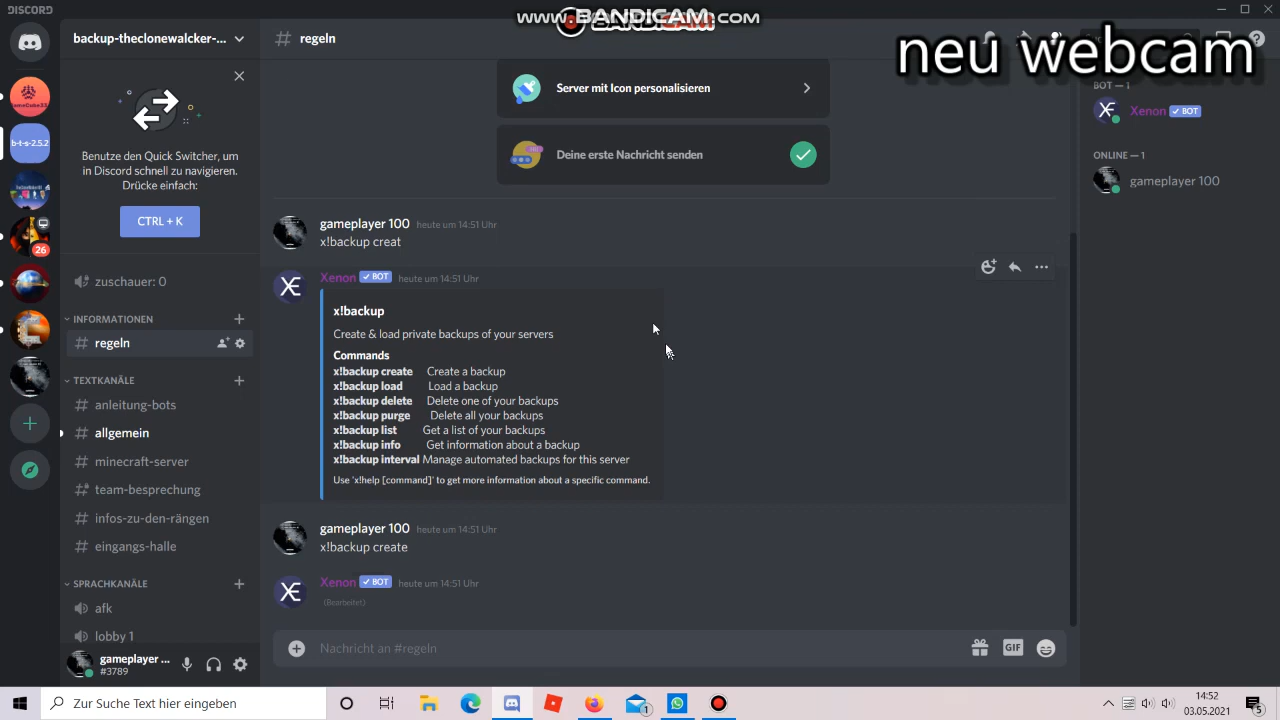 DISCORD
www.BANDICAM.com
neu webcam
backup-theclonewalcker-...
regeln
BOT — 1
Xenon BOT
ONLINE — 1
gameplayer 100
GameCube33
b-t-s-2.5.2
26
Benutze den Quick Switcher, um
in Discord schnell zu navigieren.
Drücke einfach:
CTRL + K
zuschauer: 0
INFORMATIONEN
regeln
TEXTKANÄLE
anleitung-bots
allgemein
minecraft-server
team-besprechung
infos-zu-den-rängen
eingangs-halle
SPRACHKANÄLE
afk
lobby 1
gameplayer ...
#3789
Server mit Icon personalisieren
Deine erste Nachricht senden
gameplayer 100 heute um 14:51 Uhr
x!backup creat
Xenon BOT heute um 14:51 Uhr
x!backup
Create & load private backups of your servers
Commands
x!backup create Create a backup
x!backup load Load a backup
x!backup delete Delete one of your backups
x!backup purge Delete all your backups
x!backup list Get a list of your backups
x!backup info Get information about a backup
x!backup interval Manage automated backups for this server
Use 'x!help [command]' to get more information about a specific command.
gameplayer 100 heute um 14:51 Uhr
x!backup create
Xenon BOT heute um 14:51 Uhr
(Bearbeitet)
Nachricht an #regeln
GIF
Zur Suche Text hier eingeben
1
14:52
03.05.2021
5